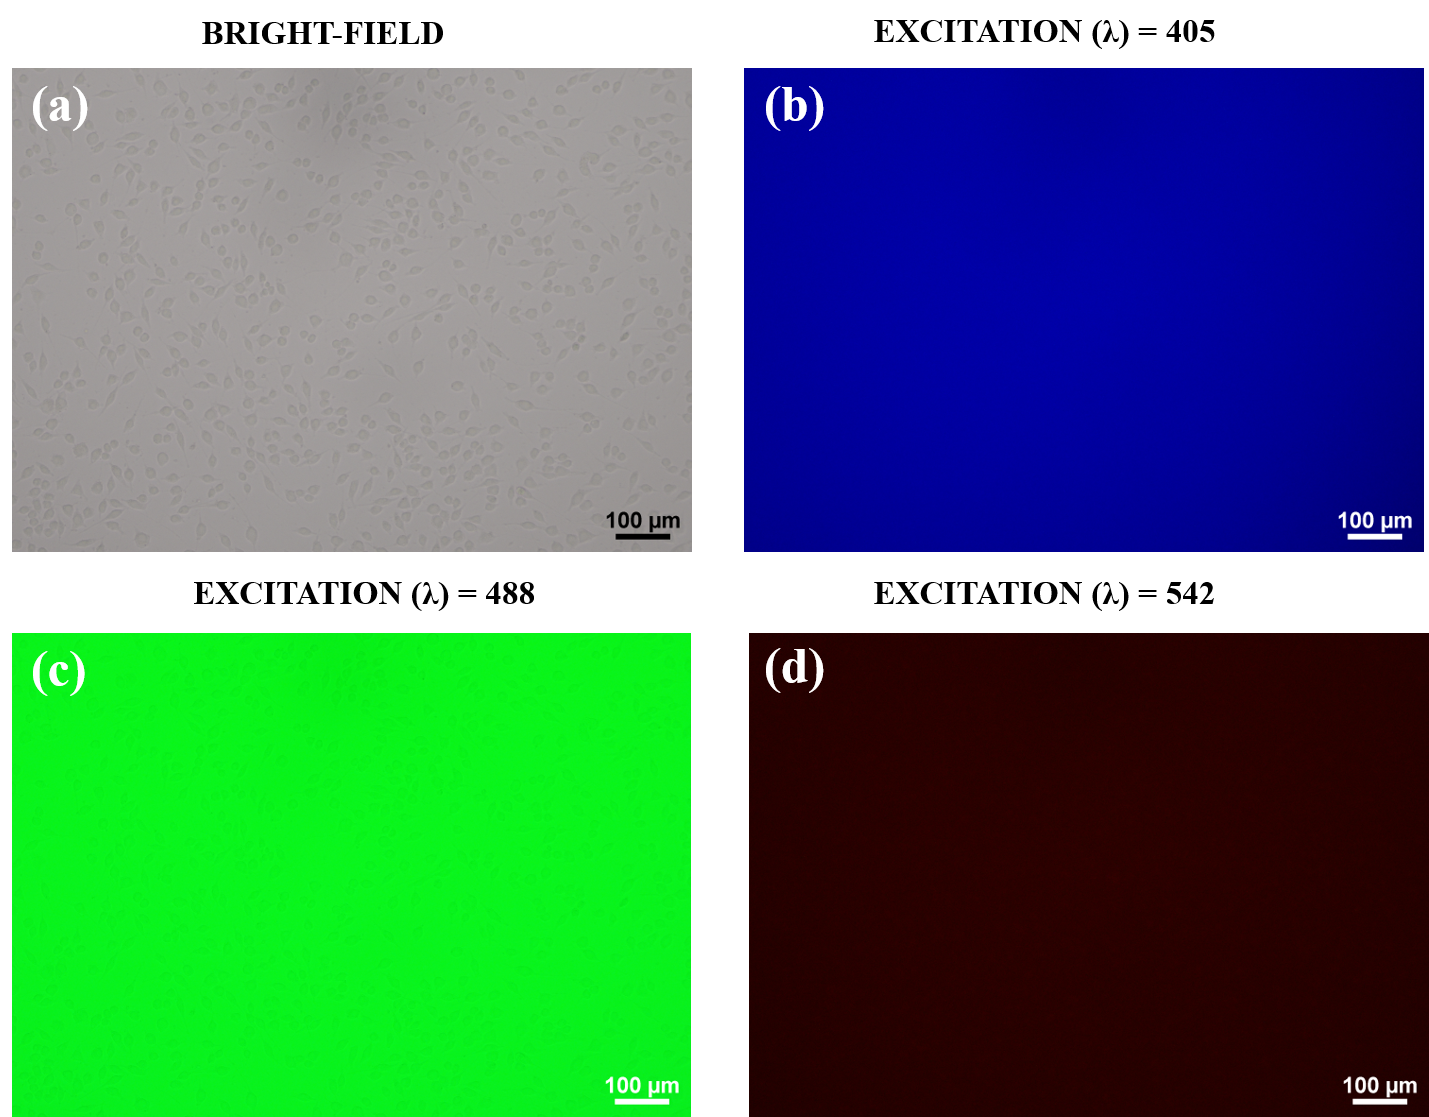 BRIGHT-FIELD
EXCITATION (λ) = 405
(a)
(b)
100 µm
100 µm
EXCITATION (λ) = 488
EXCITATION (λ) = 542
(c)
(d)
100 µm
100 µm